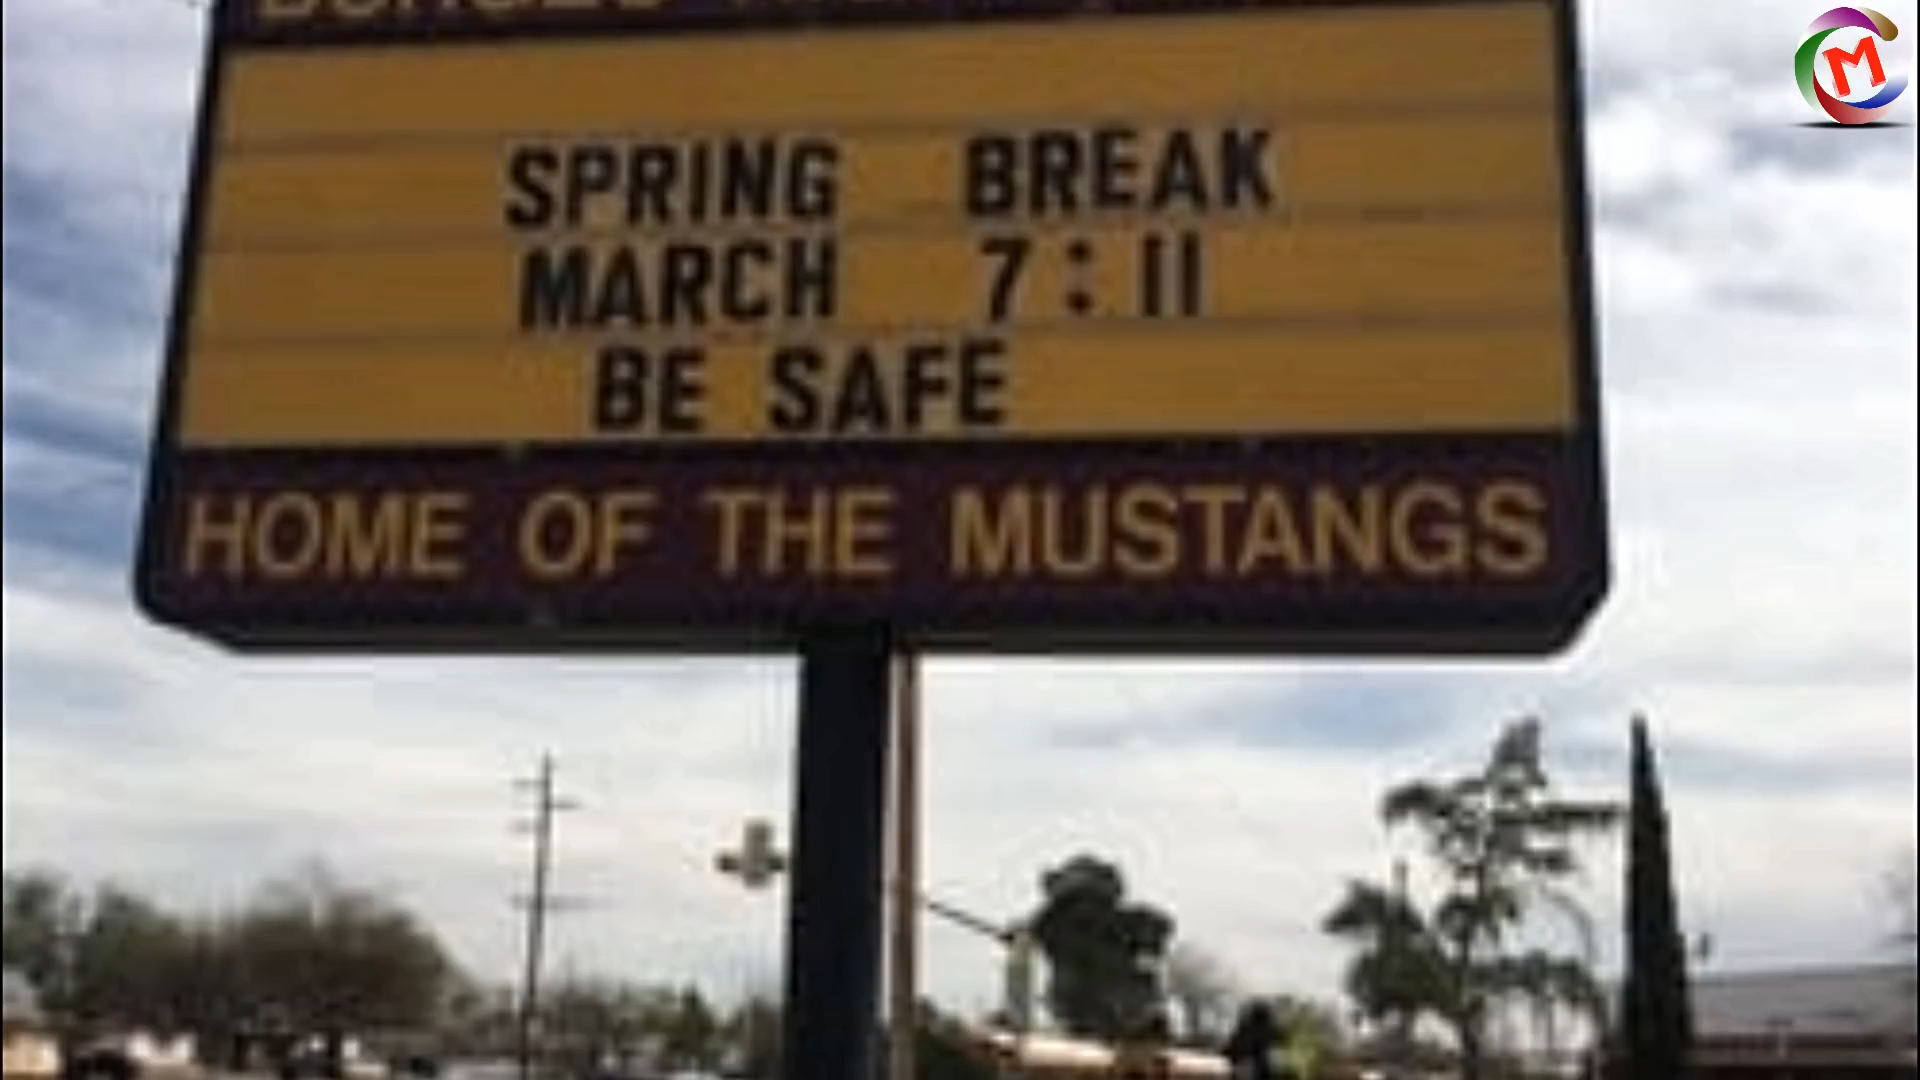 SPRING BREAK
MARCH 7:11
BE SAFE
HOME OF THE MUSTANGS